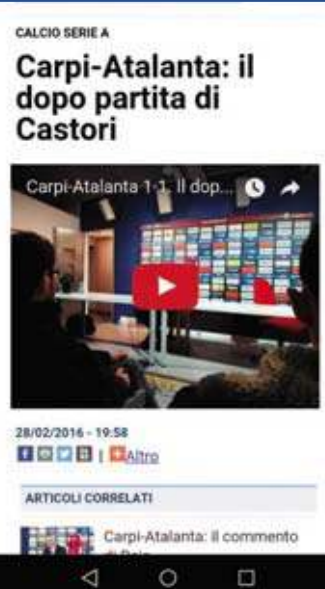 CALCIO SERIE A
Carpi-Atalanta: il
dopo partita di
Castori
Carpi-Atalanta 1-1. Il dop...
28/02/2016 - 19:58
| Altro
ARTICOLI CORRELATI
Carpi-Atalanta: il commento
di